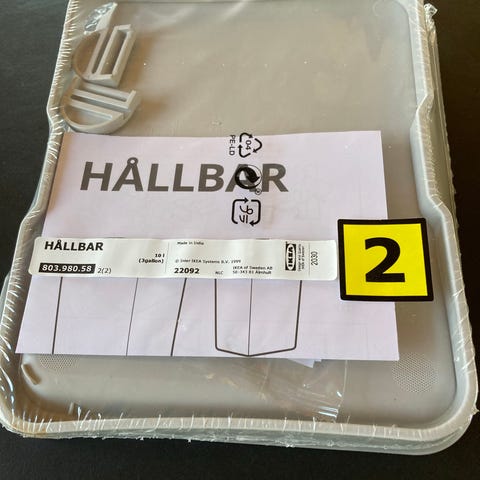 04
PE-LD
HÅLLBAR
HÅLLBAR
10 l
(3gallon)
803.980.58 2(2)
Made in India
© Inter IKEA Systems B.V. 1999
22092 NLC IKEA of Sweden AB
SE-343 81 Älmhult
IKEA
2030
2